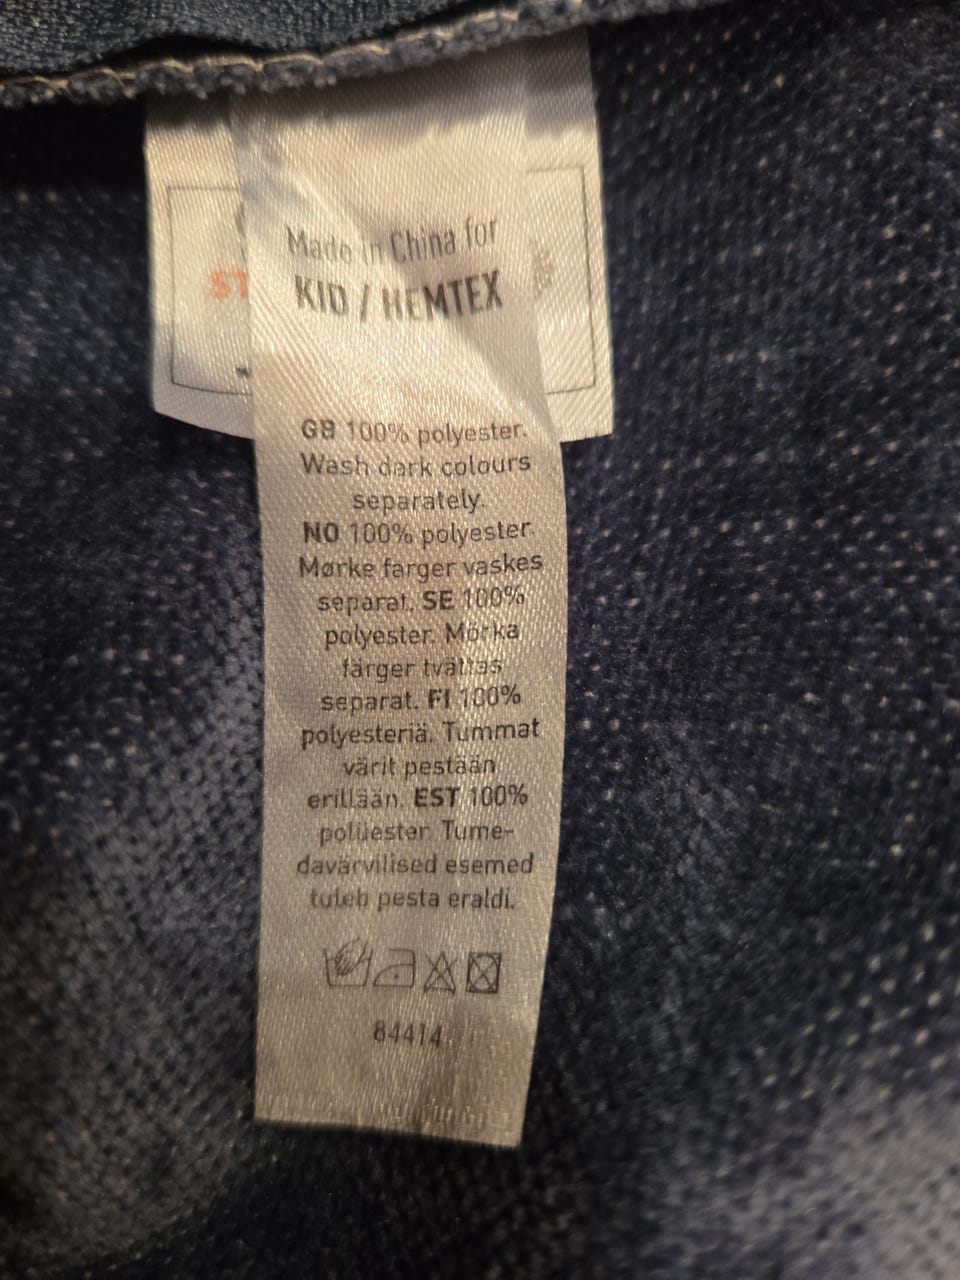 Made in China for
KID / HEMTEX
ST
GB 100% polyester.
Wash dark colours
separately.
NO 100% polyester.
Mørke farger vaskes
separat. SE 100%
polyester. Mörka
färger tvättas
separat. FI 100%
polyesteriä. Tummat
värit pestään
erillään. EST 100%
polüester. Tume-
davärvilised esemed
tuleb pesta eraldi.
84414